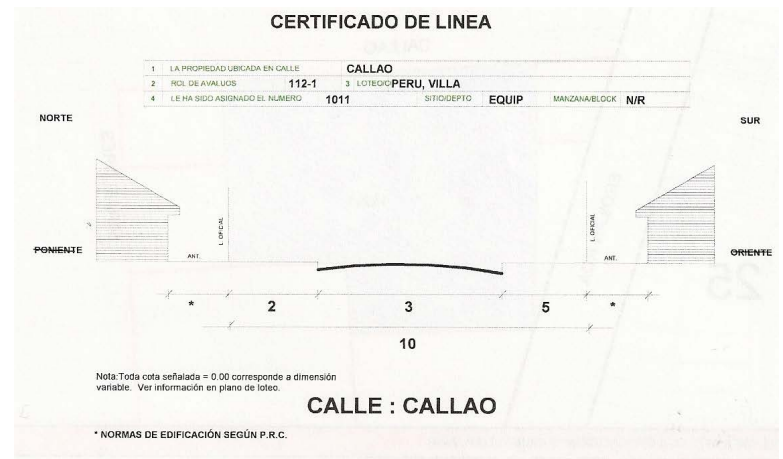 CERTIFICADO DE LINEA
1 LA PROPIEDAD UBICADA EN CALLE CALLAO
2 ROL DE AVALUOS 112-1 3 LOTEO/C PERU, VILLA
4 LE HA SIDO ASIGNADO EL NUMERO 1011 SITIO/DEPTO EQUIP MANZANA/BLOCK N/R
NORTE SUR
L. OFICIAL L. OFICIAL
PONIENTE ANT. ANT. ORIENTE
* 2 3 5 *
10
Nota:Toda cota señalada = 0.00 corresponde a dimensión
variable. Ver información en plano de loteo.
CALLE : CALLAO
* NORMAS DE EDIFICACIÓN SEGÚN P.R.C.